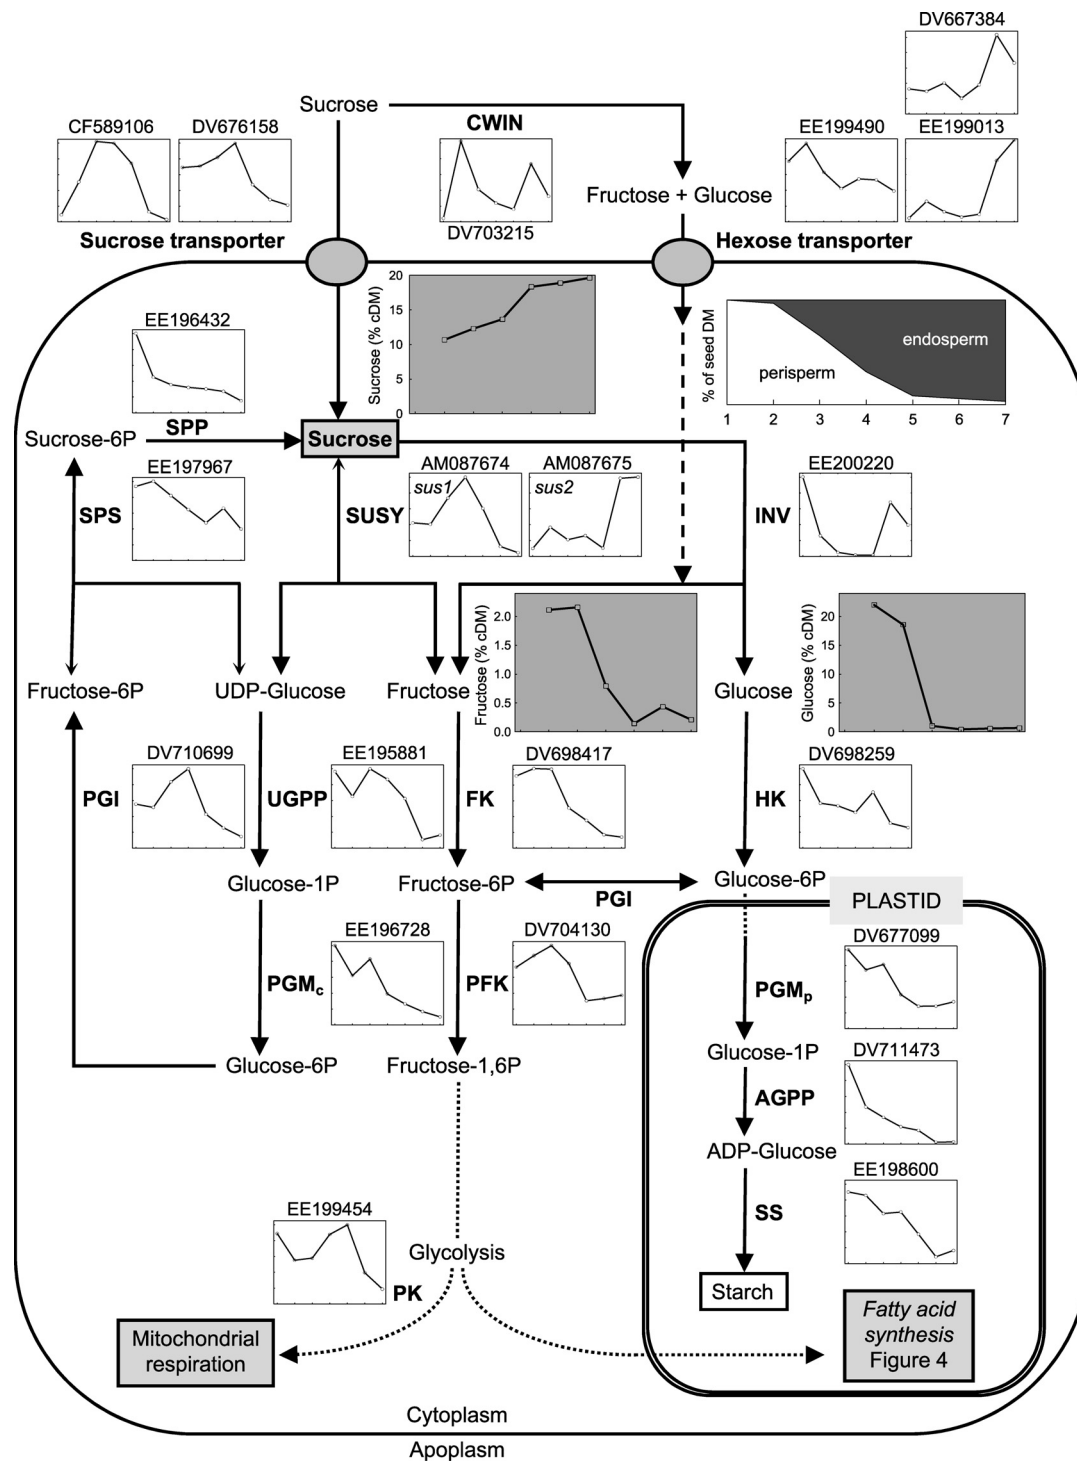 DV667384
Sucrose
CWIN
CF589106
DV676158
EE199490
EE199013
Fructose + Glucose
DV703215
Sucrose transporter
Hexose transporter
Sucrose (% cDM)
20
15
10
5
0
% of seed DM
endosperm
perisperm
1 2 3 4 5 6 7
EE196432
SPP
Sucrose-6P
Sucrose
EE197967
SPS
SUSY
AM087674
sus1
AM087675
sus2
INV
EE200220
Fructose (% cDM)
2.0
1.5
1.0
0.5
0.0
Glucose (% cDM)
20
15
10
5
0
Fructose-6P
UDP-Glucose
Fructose
Glucose
DV710699
PGI
UGPP
EE195881
FK
DV698417
HK
DV698259
Glucose-1P
Fructose-6P
PGI
Glucose-6P
PLASTID
EE196728
PGMc
PFK
DV704130
PGMp
DV677099
Glucose-6P
Fructose-1,6P
Glucose-1P
DV711473
AGPP
ADP-Glucose
EE198600
SS
EE199454
PK
Glycolysis
Starch
Mitochondrial
respiration
Fatty acid
synthesis
Figure 4
Cytoplasm
Apoplasm